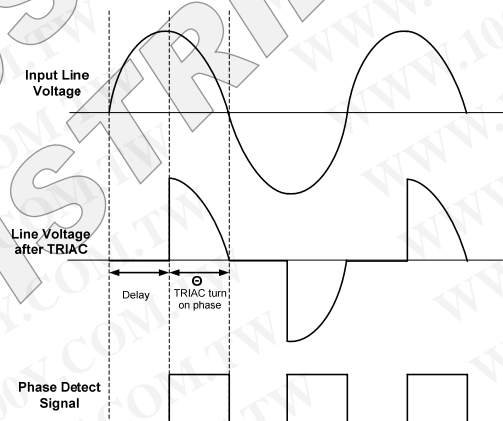 Input Line
Voltage
Line Voltage
after TRIAC
Θ
Delay
TRIAC turn
on phase
Phase Detect
Signal